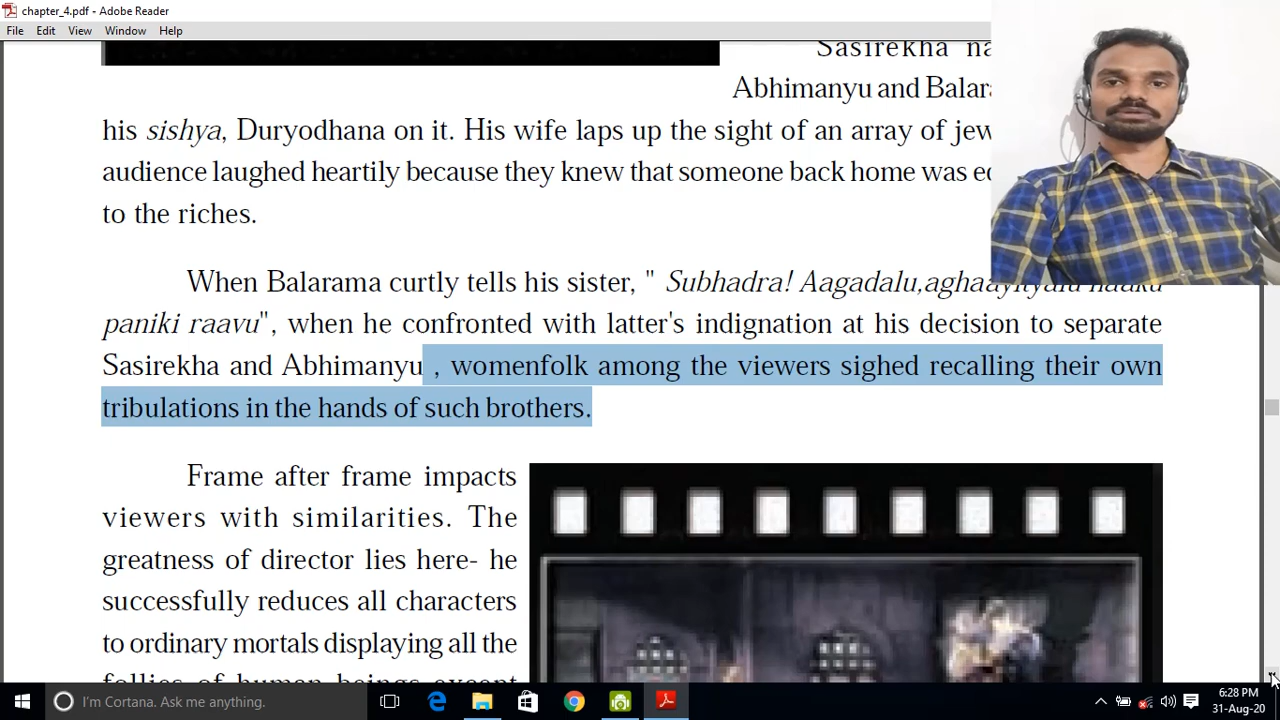 chapter_4.pdf - Adobe Reader
File Edit View Window Help
Sasirekha
Abhimanyu and
his sishya, Duryodhana on it. His wife laps up the sight of an array of
audience laughed heartily because they knew that someone back home was
to the riches.
When Balarama curtly tells his sister, " Subhadra! Aagadalu,
paniki raavu", when he confronted with latter's indignation at his decision to separate
Sasirekha and Abhimanyu , womenfolk among the viewers sighed recalling their own
tribulations in the hands of such brothers.
Frame after frame impacts
viewers with similarities. The
greatness of director lies here- he
successfully reduces all characters
to ordinary mortals displaying all the
follies of human beings except
I'm Cortana. Ask me anything.
6:28 PM
31-Aug-20